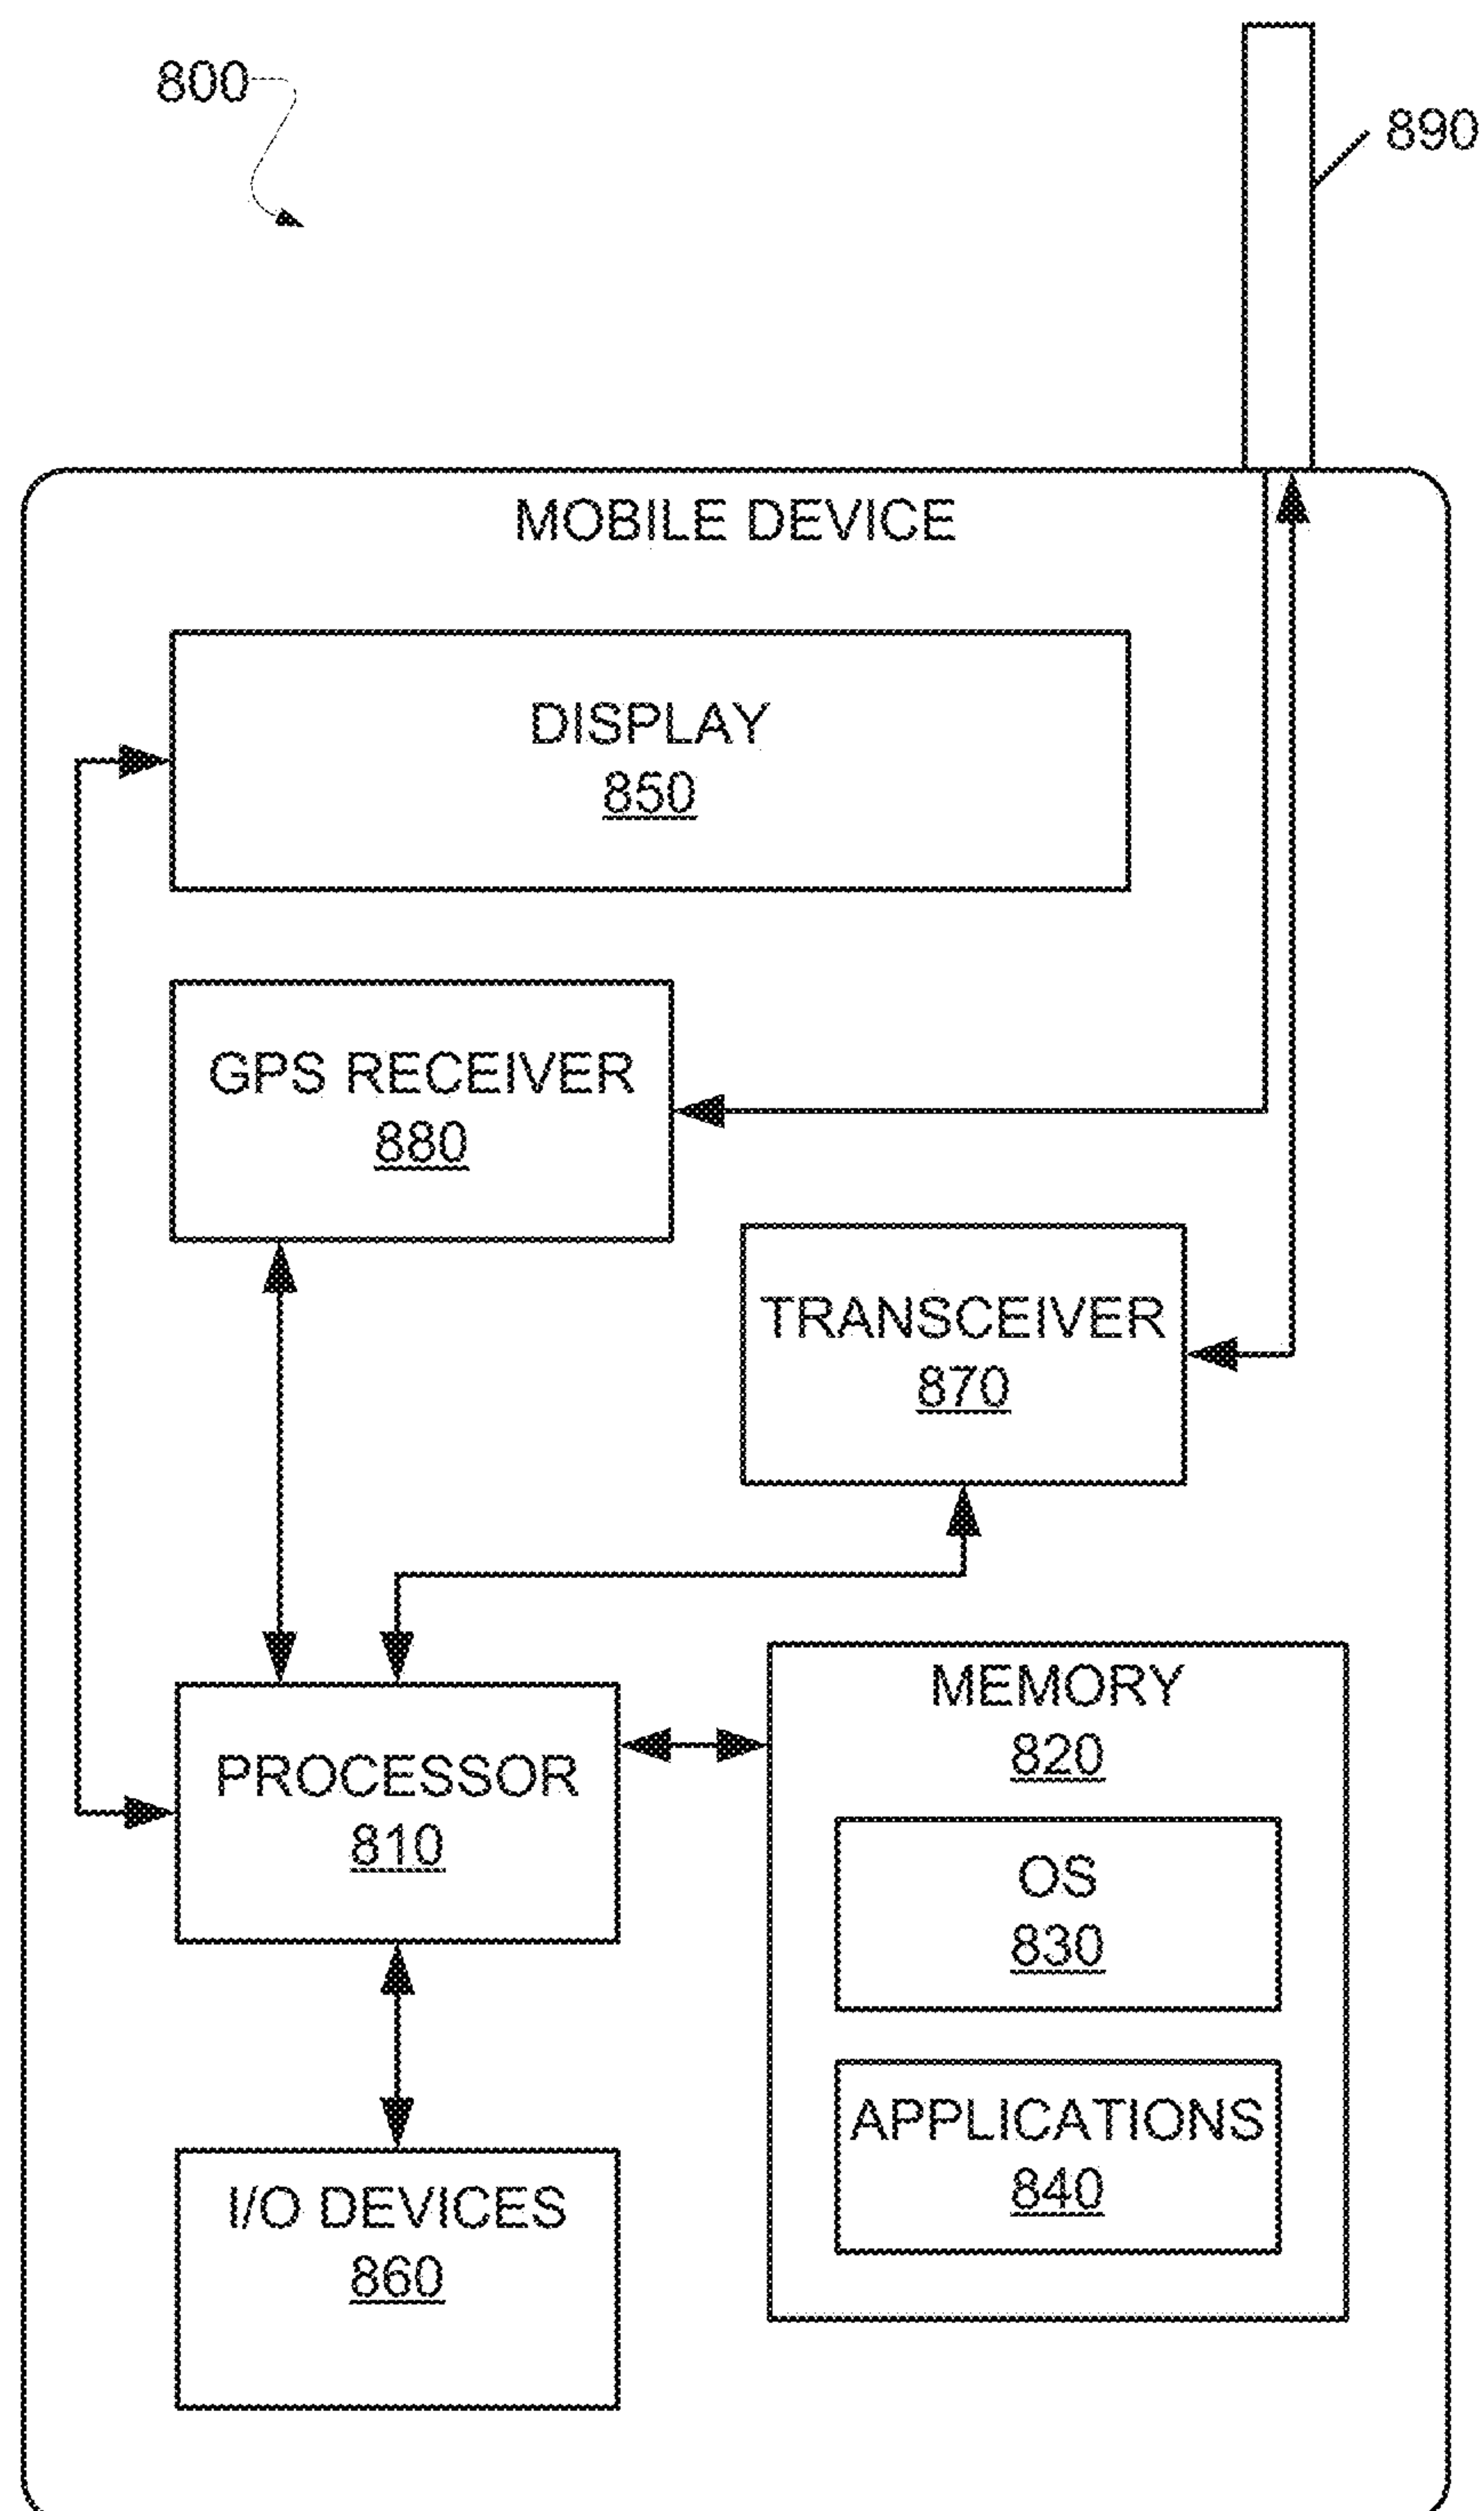 800
890
MOBILE DEVICE
DISPLAY
850
GPS RECEIVER
880
TRANSCEIVER
870
PROCESSOR
810
MEMORY
820
OS
830
APPLICATIONS
840
I/O DEVICES
860